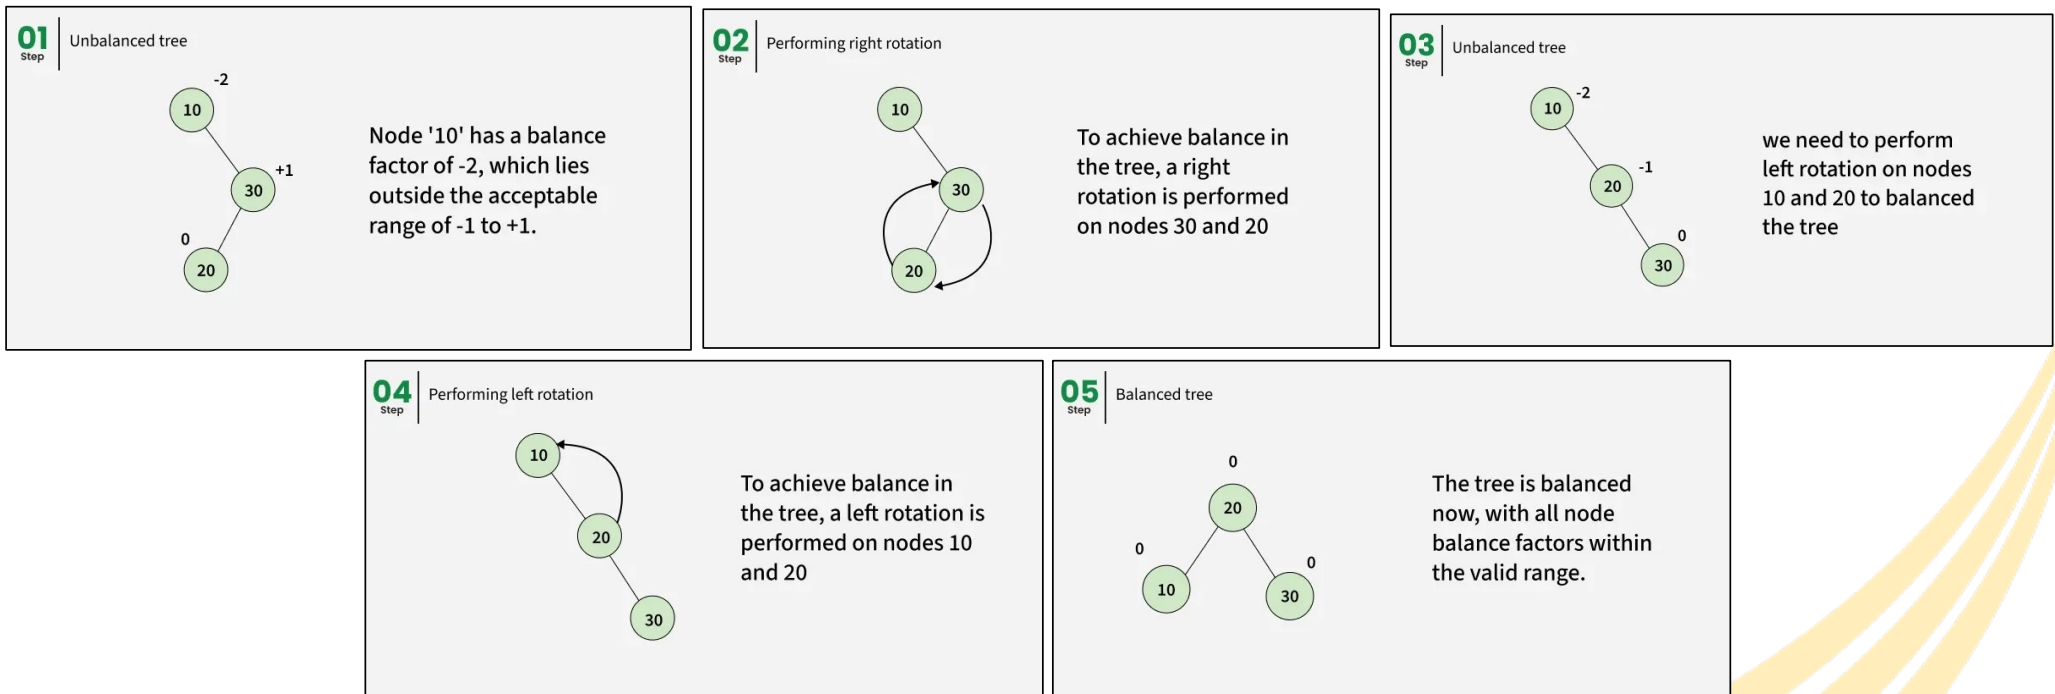 01
Step
Unbalanced tree
-2
10
+1
30
0
20
Node '10' has a balance
factor of -2, which lies
outside the acceptable
range of -1 to +1.
02
Step
Performing right rotation
10
30
20
To achieve balance in
the tree, a right
rotation is performed
on nodes 30 and 20
03
Step
Unbalanced tree
10
-2
20
-1
0
30
we need to perform
left rotation on nodes
10 and 20 to balanced
the tree
04
Step
Performing left rotation
10
20
30
To achieve balance in
the tree, a left rotation is
performed on nodes 10
and 20
05
Step
Balanced tree
0
20
0
10
0
30
The tree is balanced
now, with all node
balance factors within
the valid range.